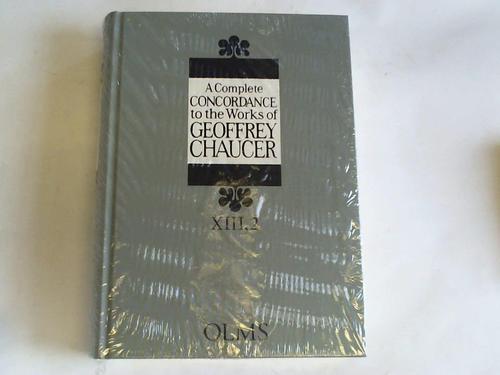 A Complete
CONCORDANCE
to the Works of
GEOFFREY
CHAUCER
XIII,2
OLMS